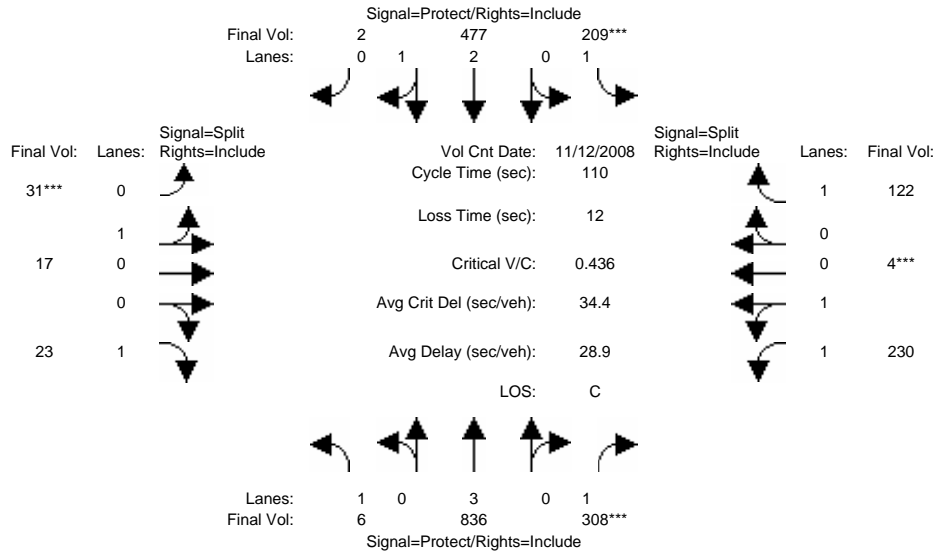 Signal=Protect/Rights=Include
Final Vol: 2 477 209***
Lanes: 0 1 2 0 1
Signal=Split Signal=Split
Final Vol: Lanes: Rights=Include Vol Cnt Date: 11/12/2008 Rights=Include Lanes: Final Vol:
Cycle Time (sec): 110
31*** 0 1 122
Loss Time (sec): 12
1 0
17 0 Critical V/C: 0.436 0 4***
0 Avg Crit Del (sec/veh): 34.4 1
23 1 Avg Delay (sec/veh): 28.9 1 230
LOS: C
Lanes: 1 0 3 0 1
Final Vol: 6 836 308***
Signal=Protect/Rights=Include